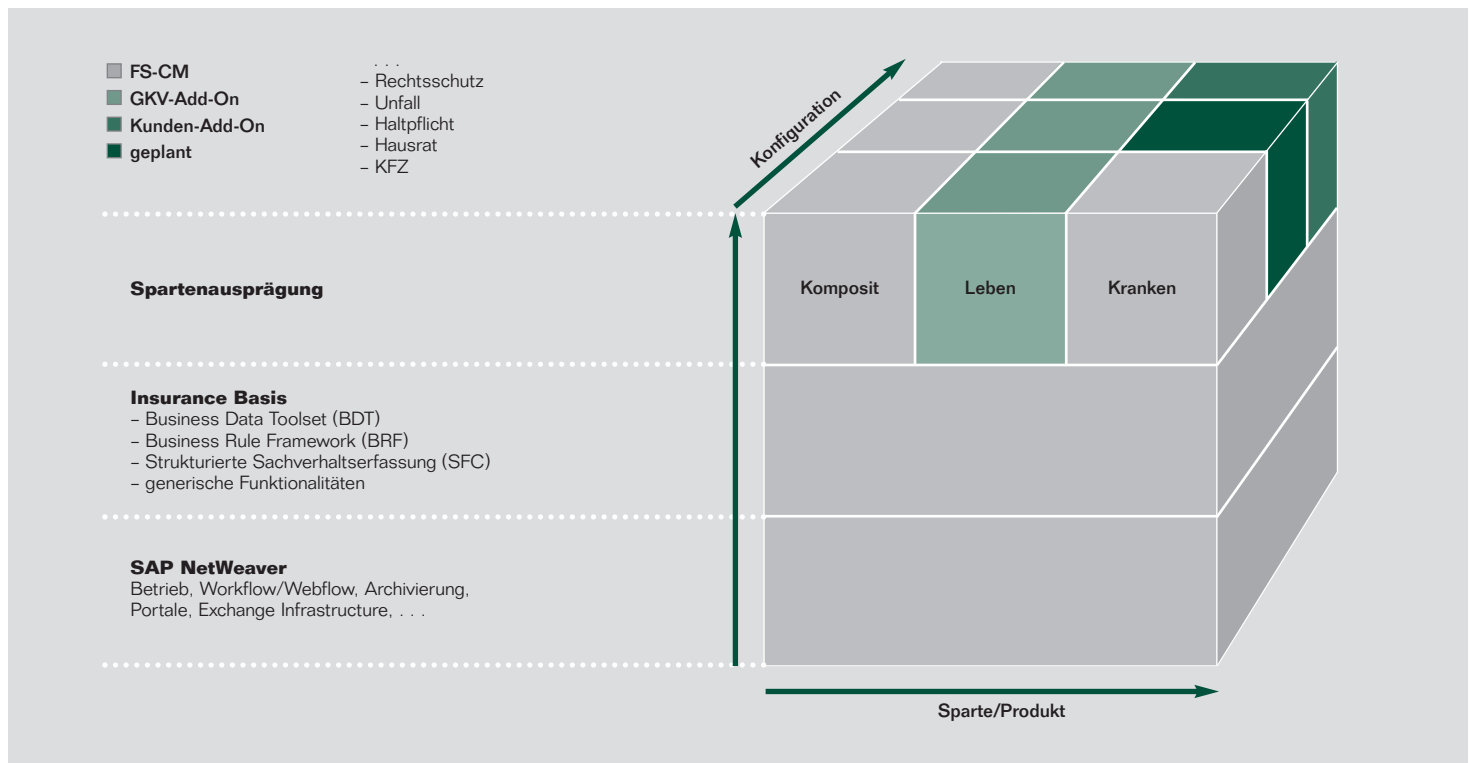 FS-CM
GKV-Add-On
Kunden-Add-On
geplant
. . .
– Rechtsschutz
– Unfall
– Haltpflicht
– Hausrat
– KFZ
Konfiguration
Spartenausprägung
Komposit
Leben
Kranken
Insurance Basis
– Business Data Toolset (BDT)
– Business Rule Framework (BRF)
– Strukturierte Sachverhaltserfassung (SFC)
– generische Funktionalitäten
SAP NetWeaver
Betrieb, Workflow/Webflow, Archivierung,
Portale, Exchange Infrastructure, . . .
Sparte/Produkt